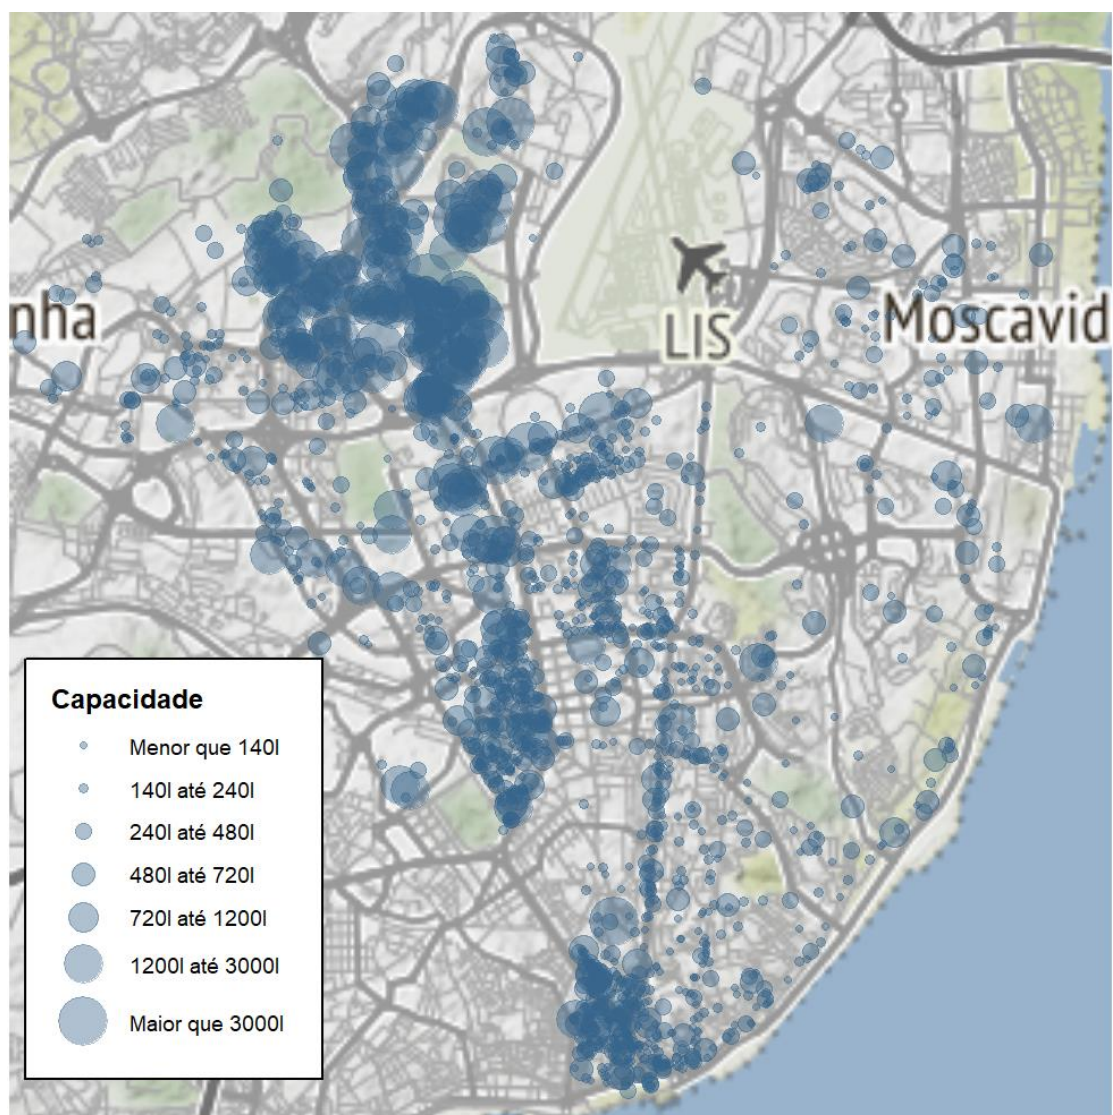 nha
LIS
Moscavid
Capacidade
Menor que 140l
140l até 240l
240l até 480l
480l até 720l
720l até 1200l
1200l até 3000l
Maior que 3000l